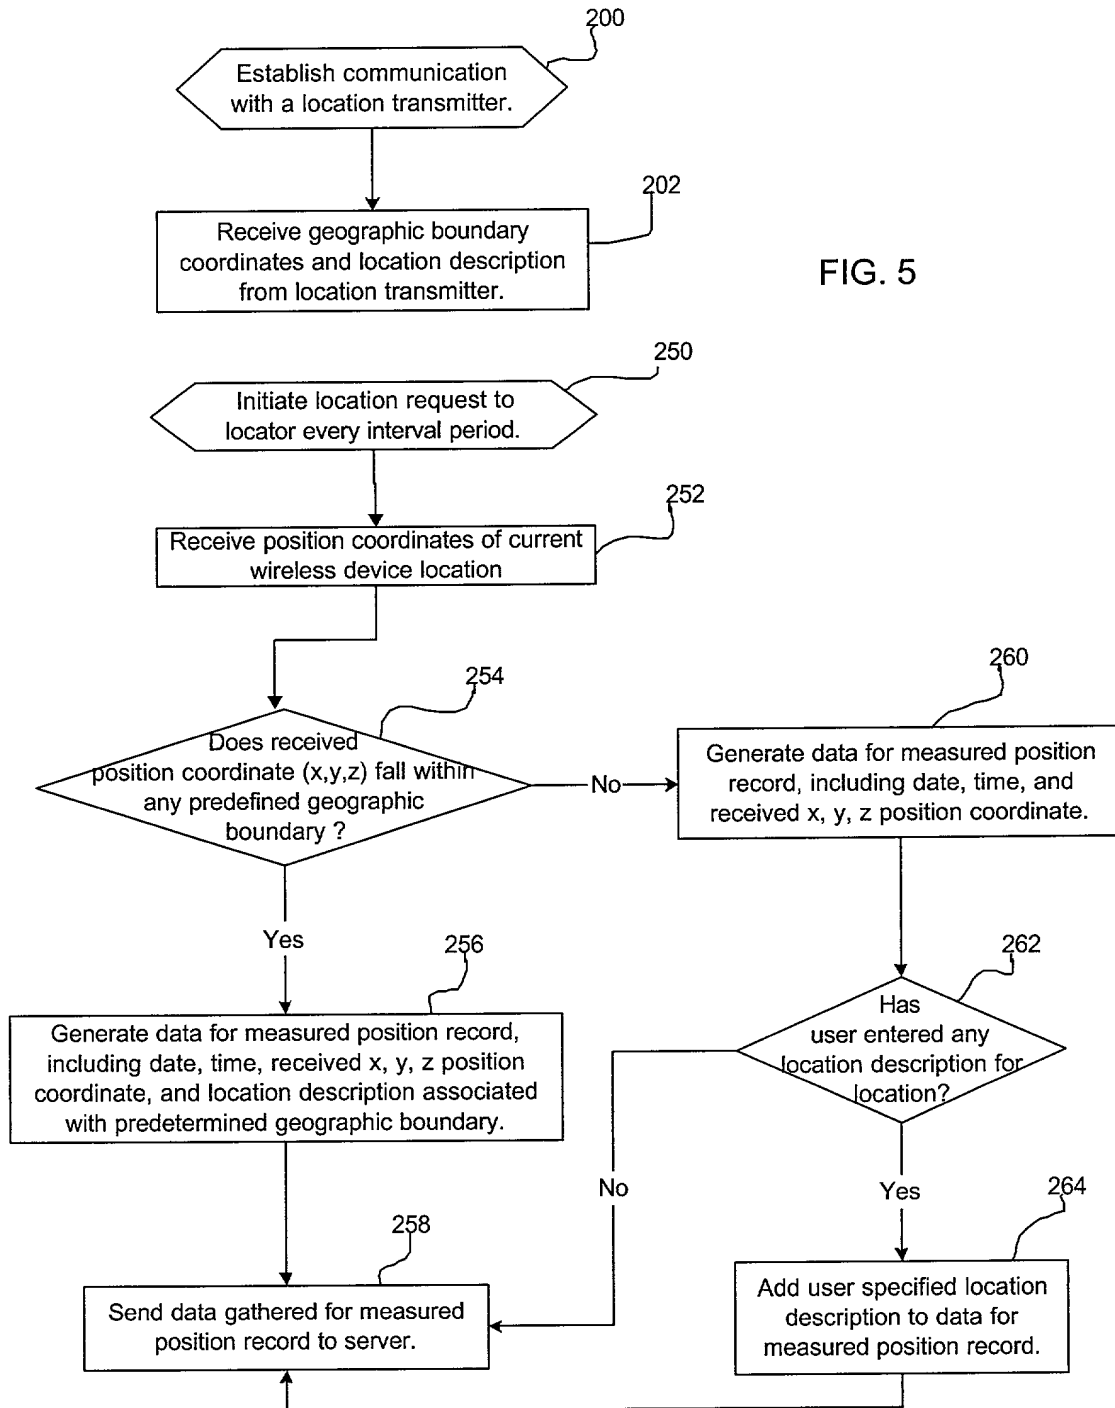 200
Establish communication
with a location transmitter.
202
Receive geographic boundary
coordinates and location description
from location transmitter.
FIG. 5
250
Initiate location request to
locator every interval period.
252
Receive position coordinates of current
wireless device location
254
Does received
position coordinate (x,y,z) fall within
any predefined geographic
boundary ?
No
260
Generate data for measured position
record, including date, time, and
received x, y, z position coordinate.
Yes
256
Generate data for measured position record,
including date, time, received x, y, z position
coordinate, and location description associated
with predetermined geographic boundary.
262
Has
user entered any
location description for
location?
No
Yes
264
Add user specified location
description to data for
measured position record.
258
Send data gathered for measured
position record to server.